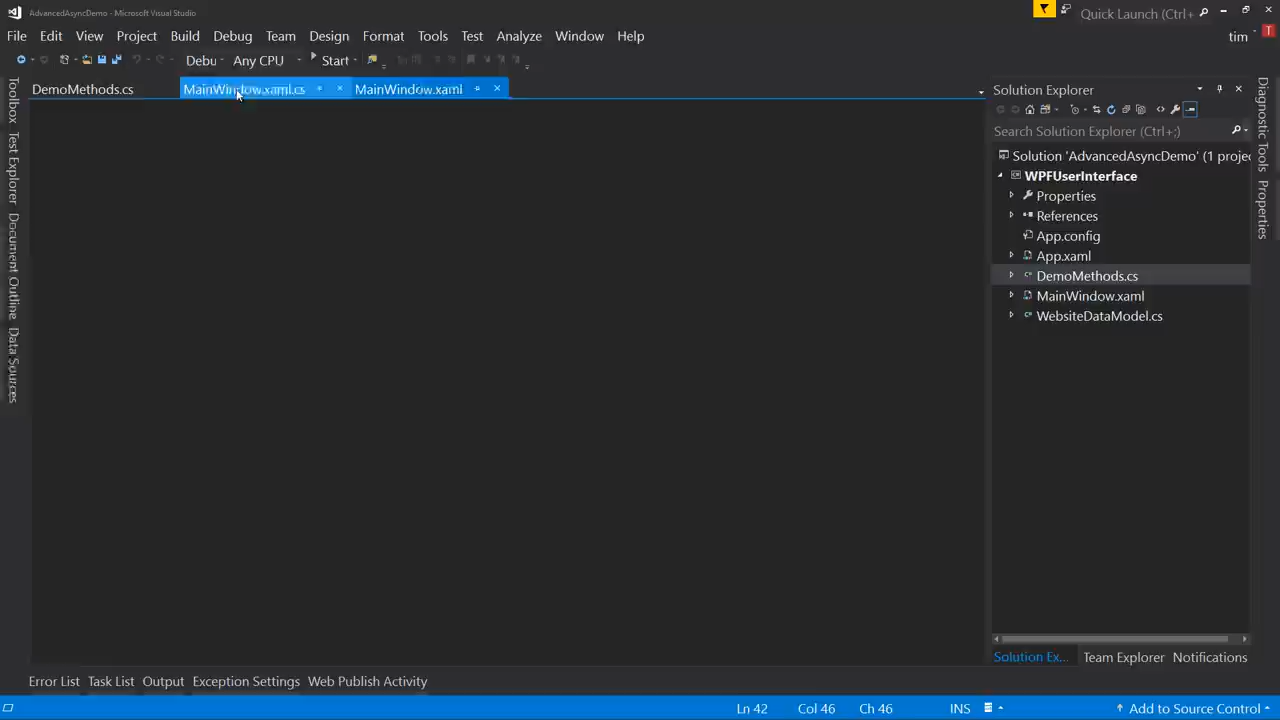 AdvancedAsyncDemo - Microsoft Visual Studio
Quick Launch (Ctrl+
File Edit View Project Build Debug Team Design Format Tools Test Analyze Window Help
tim
T
Debu
Any CPU
Start
DemoMethods.cs
MainWindow.xaml.cs
MainWindow.xaml
Toolbox
Test Explorer
Document Outline
Data Sources
Solution Explorer
Search Solution Explorer (Ctrl+;)
Solution 'AdvancedAsyncDemo' (1 proje
WPFUserInterface
Properties
References
App.config
App.xaml
DemoMethods.cs
MainWindow.xaml
WebsiteDataModel.cs
Diagnostic Tools
Properties
Solution Ex...
Team Explorer
Notifications
Error List
Task List
Output
Exception Settings
Web Publish Activity
Ln 42
Col 46
Ch 46
INS
Add to Source Control